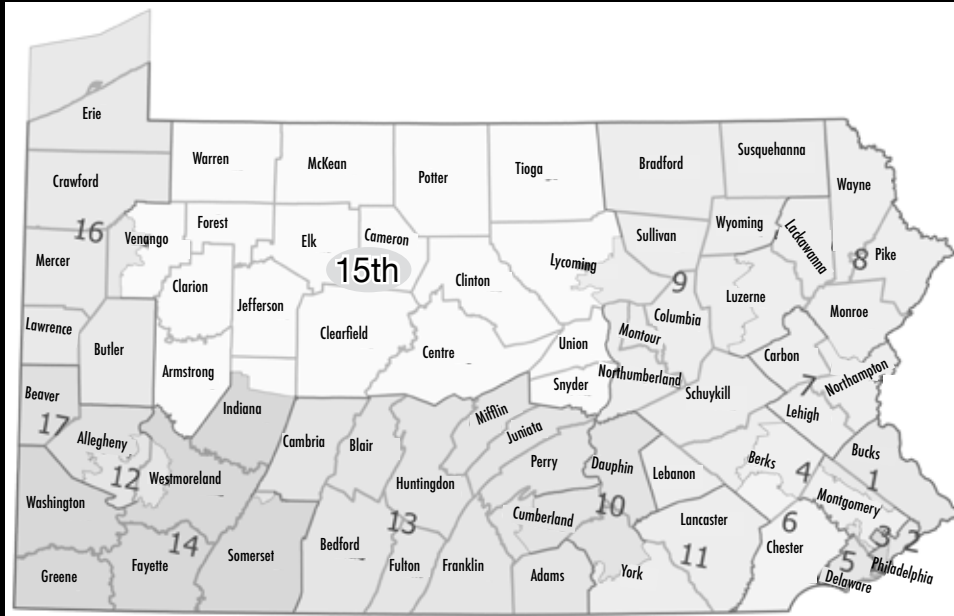 Erie
Warren
McKean
Potter
Tioga
Bradford
Susquehanna
Wayne
Crawford
16
Venango
Forest
Elk
Cameron
15th
Lycoming
Sullivan
Wyoming
Lackawanna
8
Pike
Mercer
Clarion
Jefferson
Clinton
9
Luzerne
Lawrence
Butler
Armstrong
Clearfield
Centre
Union
Montour
Columbia
Carbon
Monroe
Beaver
17
Indiana
Snyder
Northumberland
Schuykill
7
Northampton
Lehigh
Allegheny
12
Westmoreland
Cambria
Blair
Mifflin
Juniata
Perry
Huntingdon
Dauphin
10
Lebanon
Berks
4
Bucks
1
Washington
14
13
Cumberland
Lancaster
6
Montgomery
3
2
Greene
Fayette
Somerset
Bedford
Fulton
Franklin
Adams
York
11
Chester
5
Delaware
Philadelphia